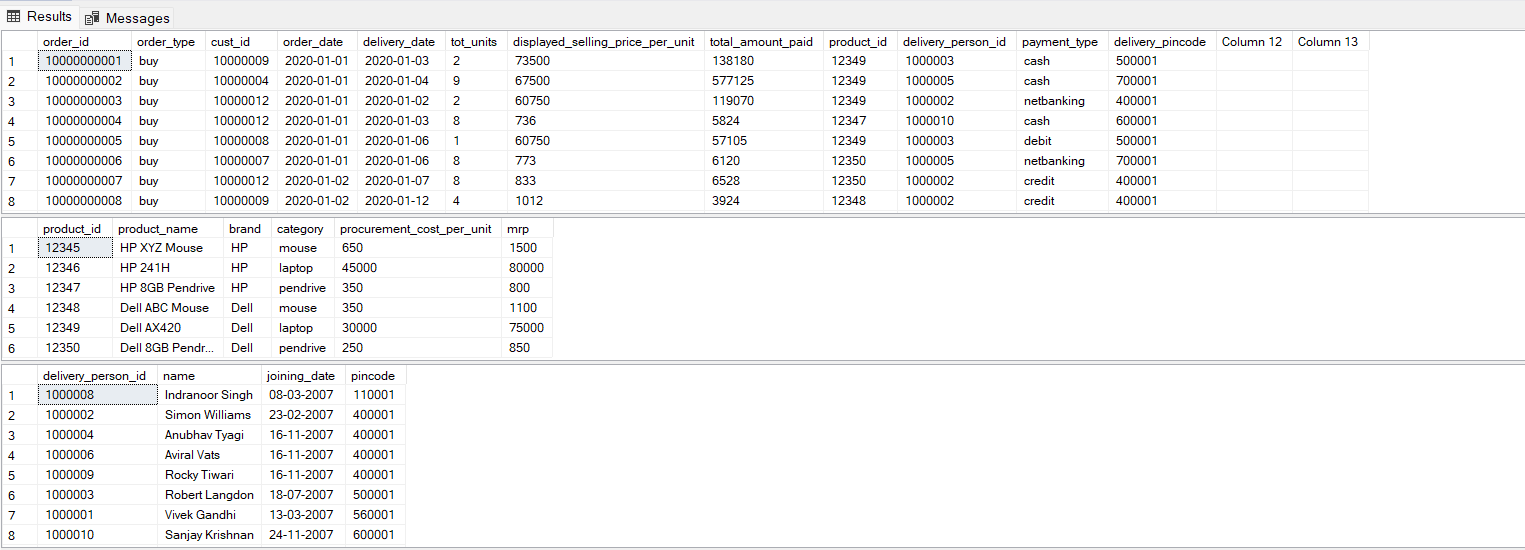 Results Messages
order_id order_type cust_id order_date delivery_date tot_units displayed_selling_price_per_unit total_amount_paid product_id delivery_person_id payment_type delivery_pincode Column 12 Column 13
1 10000000001 buy 10000009 2020-01-01 2020-01-03 2 73500 138180 12349 1000003 cash 500001
2 10000000002 buy 10000004 2020-01-01 2020-01-04 9 67500 577125 12349 1000005 cash 700001
3 10000000003 buy 10000012 2020-01-01 2020-01-02 2 60750 119070 12349 1000002 netbanking 400001
4 10000000004 buy 10000012 2020-01-01 2020-01-03 8 736 5824 12347 1000010 cash 600001
5 10000000005 buy 10000008 2020-01-01 2020-01-06 1 60750 57105 12349 1000003 debit 500001
6 10000000006 buy 10000007 2020-01-01 2020-01-06 8 773 6120 12350 1000005 netbanking 700001
7 10000000007 buy 10000012 2020-01-02 2020-01-07 8 833 6528 12350 1000002 credit 400001
8 10000000008 buy 10000009 2020-01-02 2020-01-12 4 1012 3924 12348 1000002 credit 400001
product_id product_name brand category procurement_cost_per_unit mrp
1 12345 HP XYZ Mouse HP mouse 650 1500
2 12346 HP 241H HP laptop 45000 80000
3 12347 HP 8GB Pendrive HP pendrive 350 800
4 12348 Dell ABC Mouse Dell mouse 350 1100
5 12349 Dell AX420 Dell laptop 30000 75000
6 12350 Dell 8GB Pendr... Dell pendrive 250 850
delivery_person_id name joining_date pincode
1 1000008 Indranoor Singh 08-03-2007 110001
2 1000002 Simon Williams 23-02-2007 400001
3 1000004 Anubhav Tyagi 16-11-2007 400001
4 1000006 Aviral Vats 16-11-2007 400001
5 1000009 Rocky Tiwari 16-11-2007 400001
6 1000003 Robert Langdon 18-07-2007 500001
7 1000001 Vivek Gandhi 13-03-2007 560001
8 1000010 Sanjay Krishnan 24-11-2007 600001